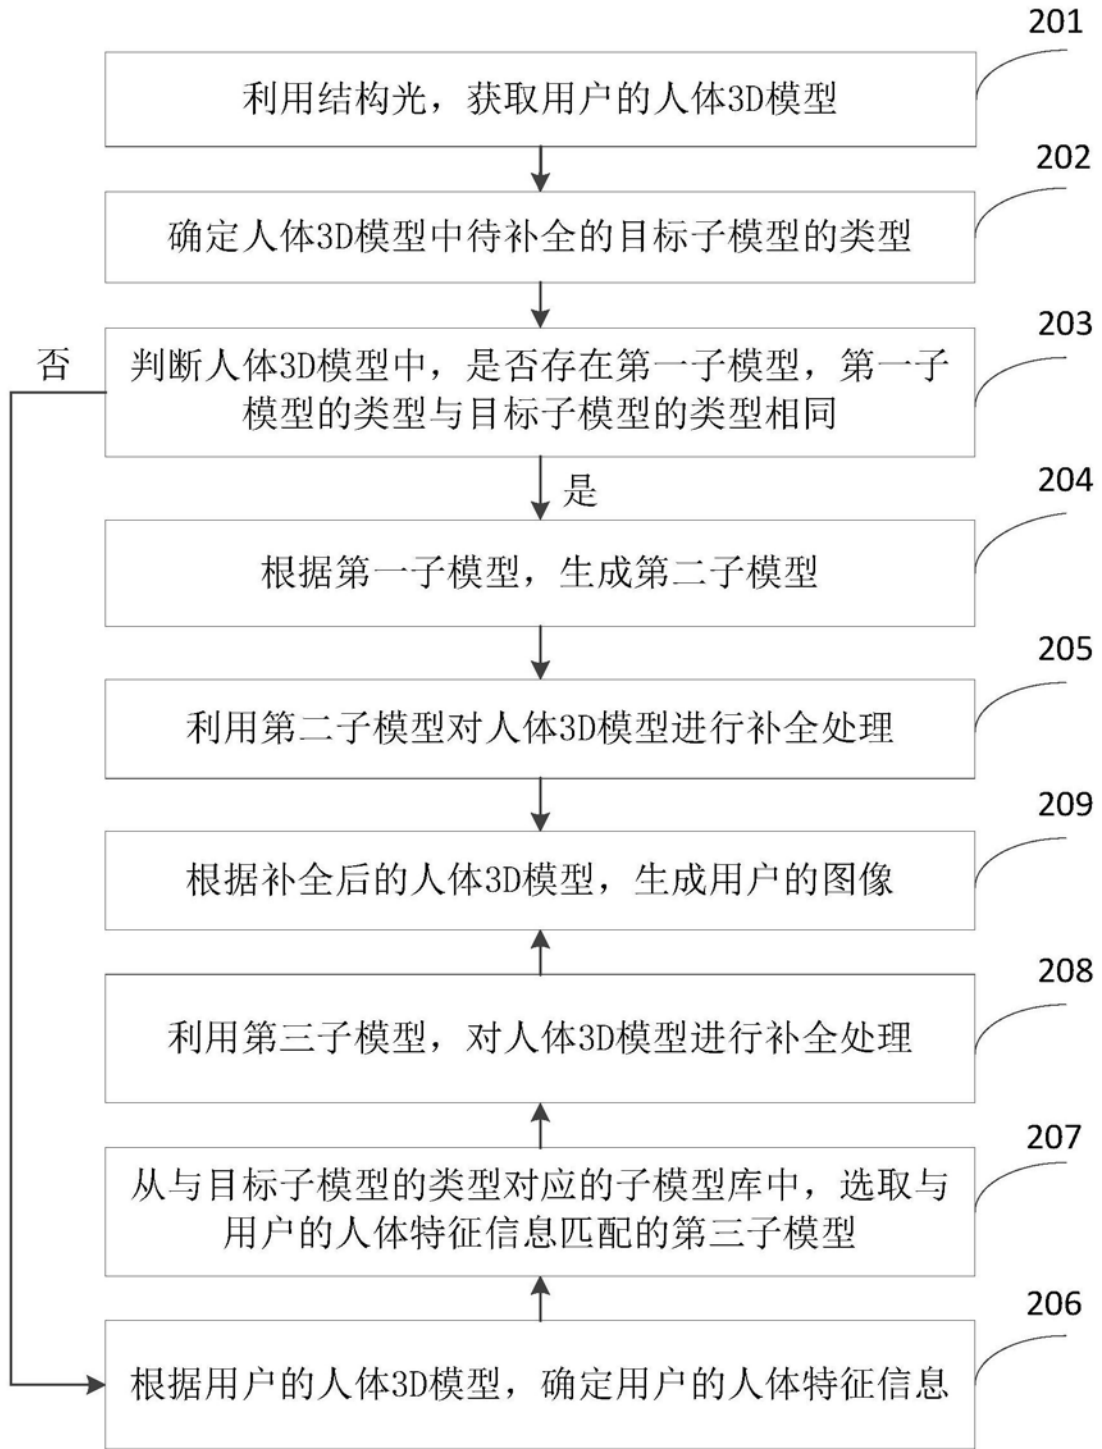 201
利用结构光，获取用户的人体3D模型
202
确定人体3D模型中待补全的目标子模型的类型
203
否
判断人体3D模型中，是否存在第一子模型，第一子
模型的类型与目标子模型的类型相同
是
204
根据第一子模型，生成第二子模型
205
利用第二子模型对人体3D模型进行补全处理
209
根据补全后的人体3D模型，生成用户的图像
208
利用第三子模型，对人体3D模型进行补全处理
207
从与目标子模型的类型对应的子模型库中，选取与
用户的人体特征信息匹配的第三子模型
206
根据用户的人体3D模型，确定用户的人体特征信息